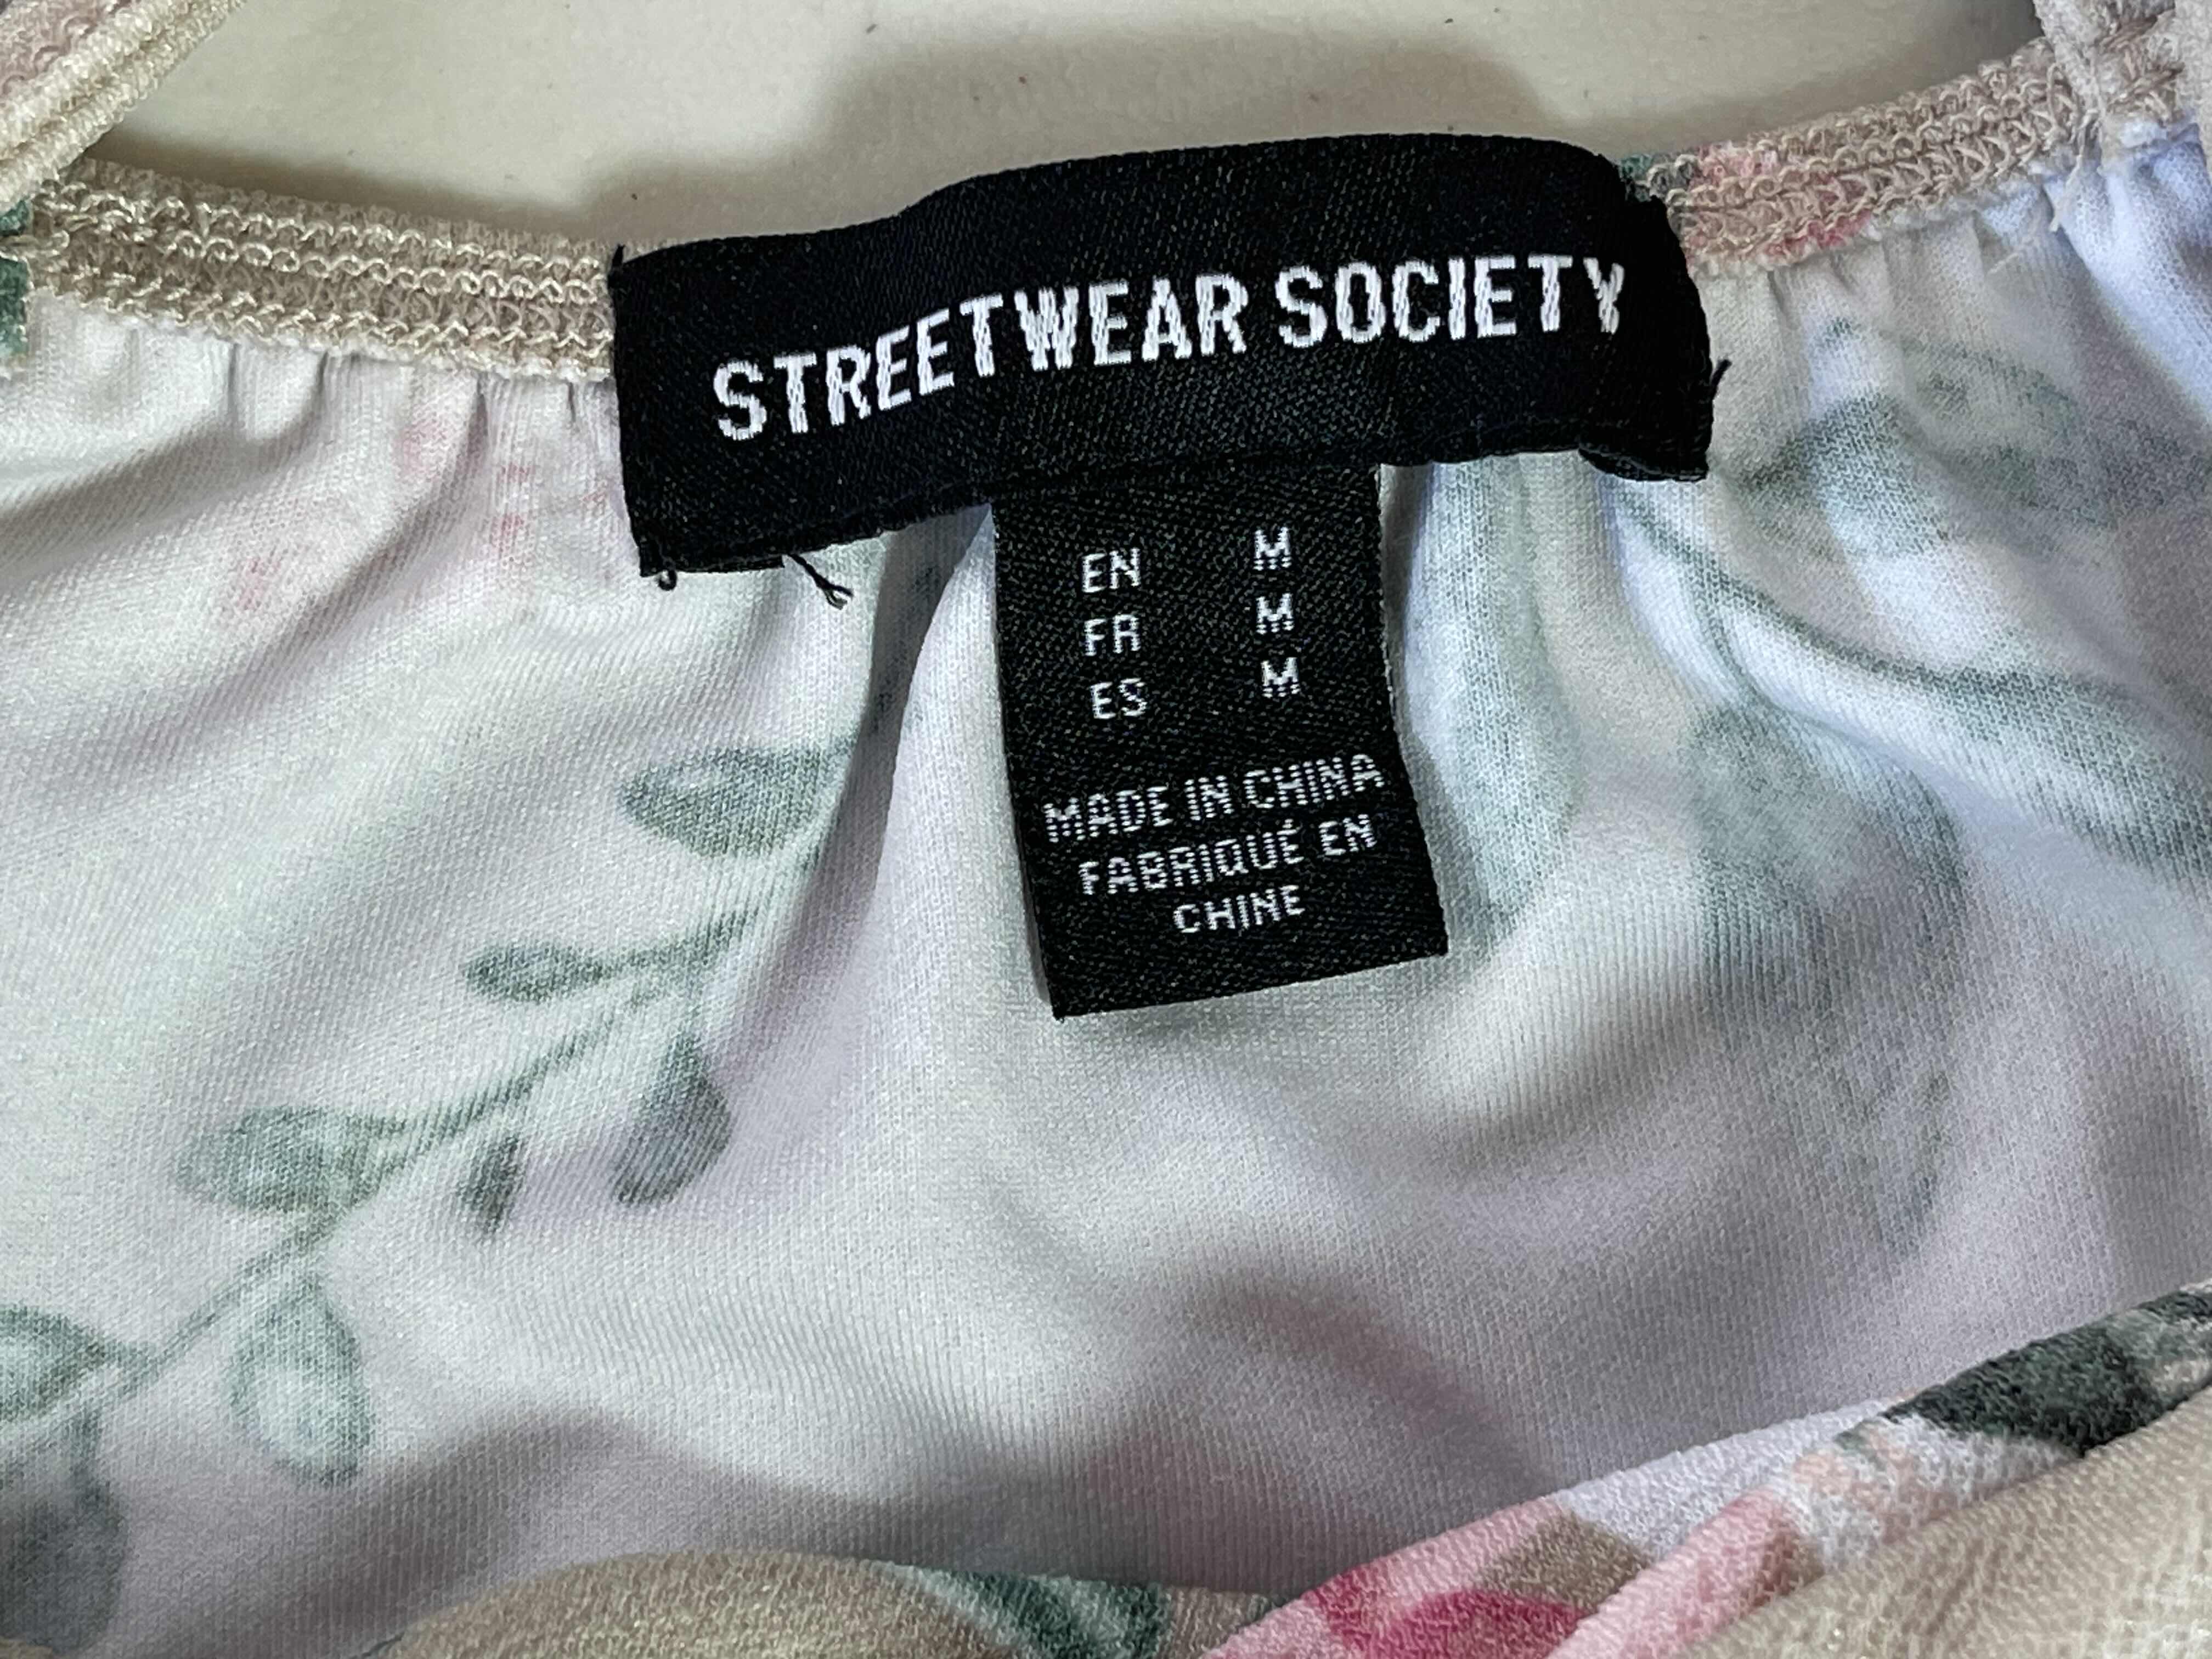 STREETWEAR SOCIETY
EN M
FR M
ES M
MADE IN CHINA
FABRIQUÉ EN
CHINE